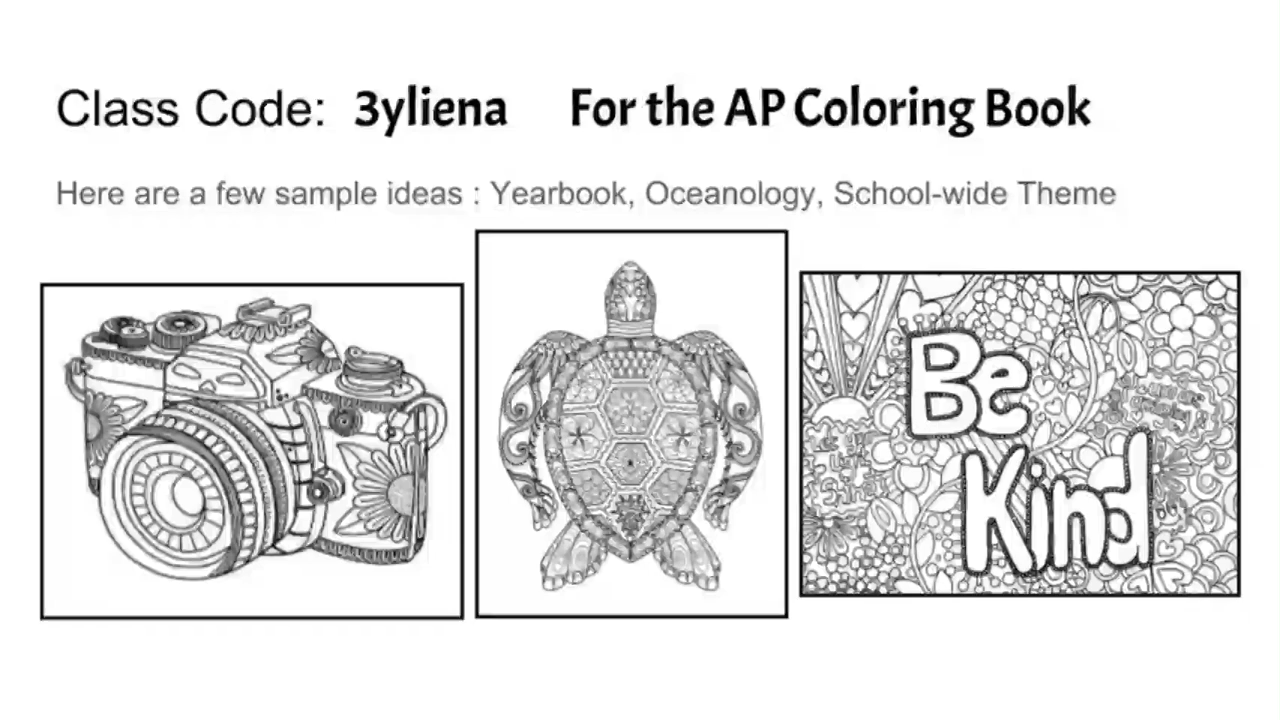 Class Code: 3yliena For the AP Coloring Book
Here are a few sample ideas : Yearbook, Oceanology, School-wide Theme
Be
Kind